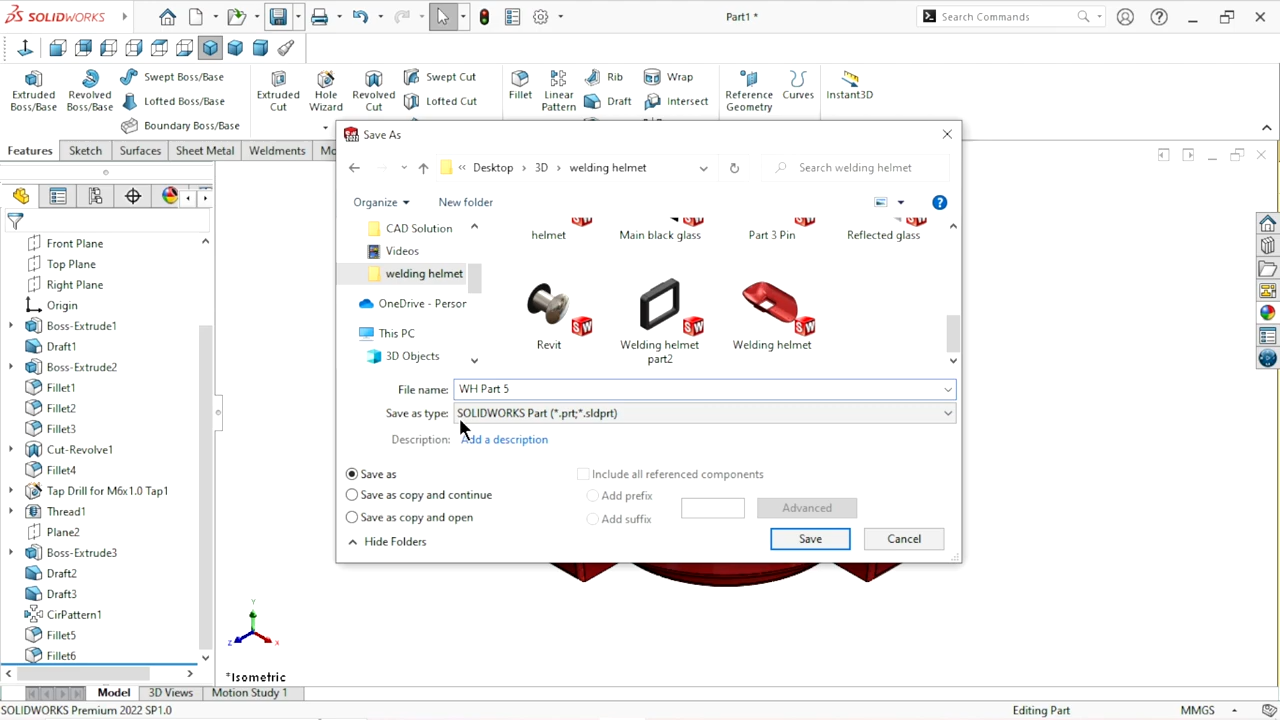 SOLIDWORKS
Part1 *
Search Commands
Extruded Boss/Base
Revolved Boss/Base
Swept Boss/Base
Lofted Boss/Base
Boundary Boss/Base
Extruded Cut
Hole Wizard
Revolved Cut
Swept Cut
Lofted Cut
Fillet
Linear Pattern
Rib
Draft
Wrap
Intersect
Reference Geometry
Curves
Instant3D
Features
Sketch
Surfaces
Sheet Metal
Weldments
Save As
Desktop
3D
welding helmet
Search welding helmet
Organize
New folder
CAD Solution
Videos
welding helmet
OneDrive - Persor
This PC
3D Objects
helmet
Main black glass
Part 3 Pin
Reflected glass
Revit
Welding helmet part2
Welding helmet
File name: WH Part 5
Save as type: SOLIDWORKS Part (*.prt;*.sldprt)
Description: Add a description
Save as
Save as copy and continue
Save as copy and open
Include all referenced components
Add prefix
Add suffix
Advanced
Hide Folders
Save
Cancel
Front Plane
Top Plane
Right Plane
Origin
Boss-Extrude1
Draft1
Boss-Extrude2
Fillet1
Fillet2
Fillet3
Cut-Revolve1
Fillet4
Tap Drill for M6x1.0 Tap1
Thread1
Plane2
Boss-Extrude3
Draft2
Draft3
CirPattern1
Fillet5
Fillet6
Y
Z
X
*Isometric
Model
3D Views
Motion Study 1
SOLIDWORKS Premium 2022 SP1.0
Editing Part
MMGS